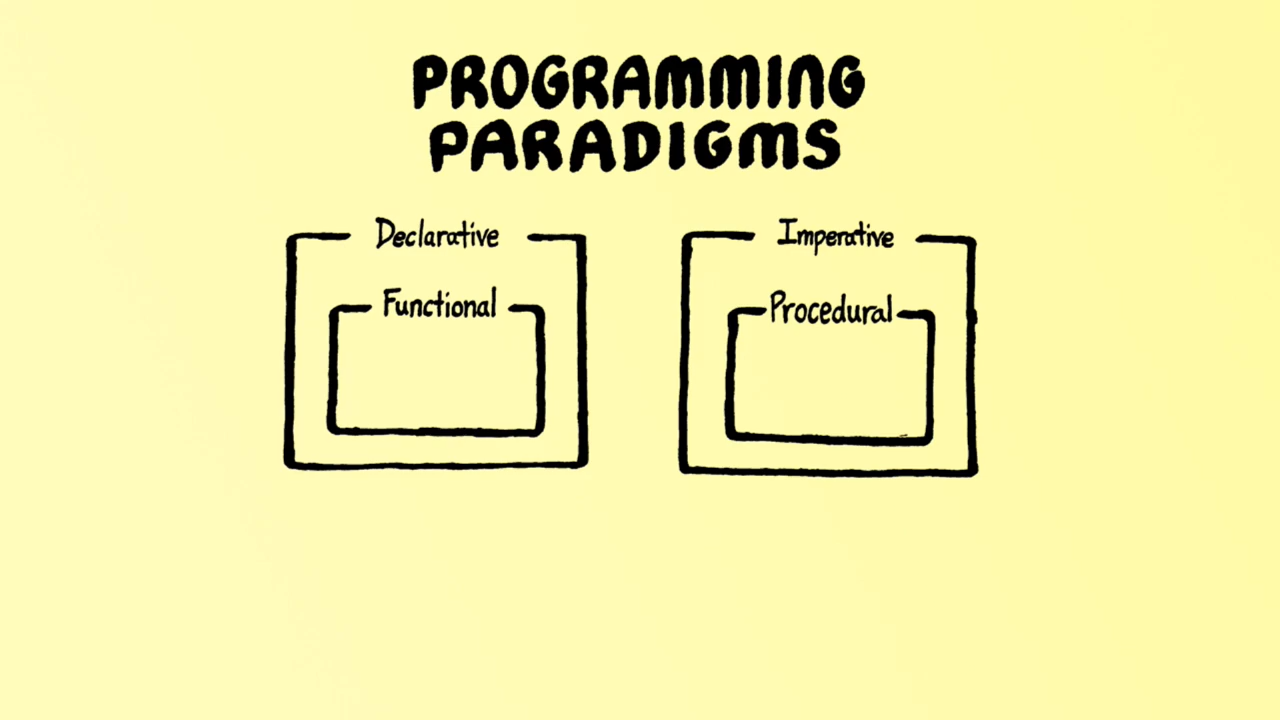 PROGRAMMING
PARADIGMS
Declarative
Functional
Imperative
Procedural